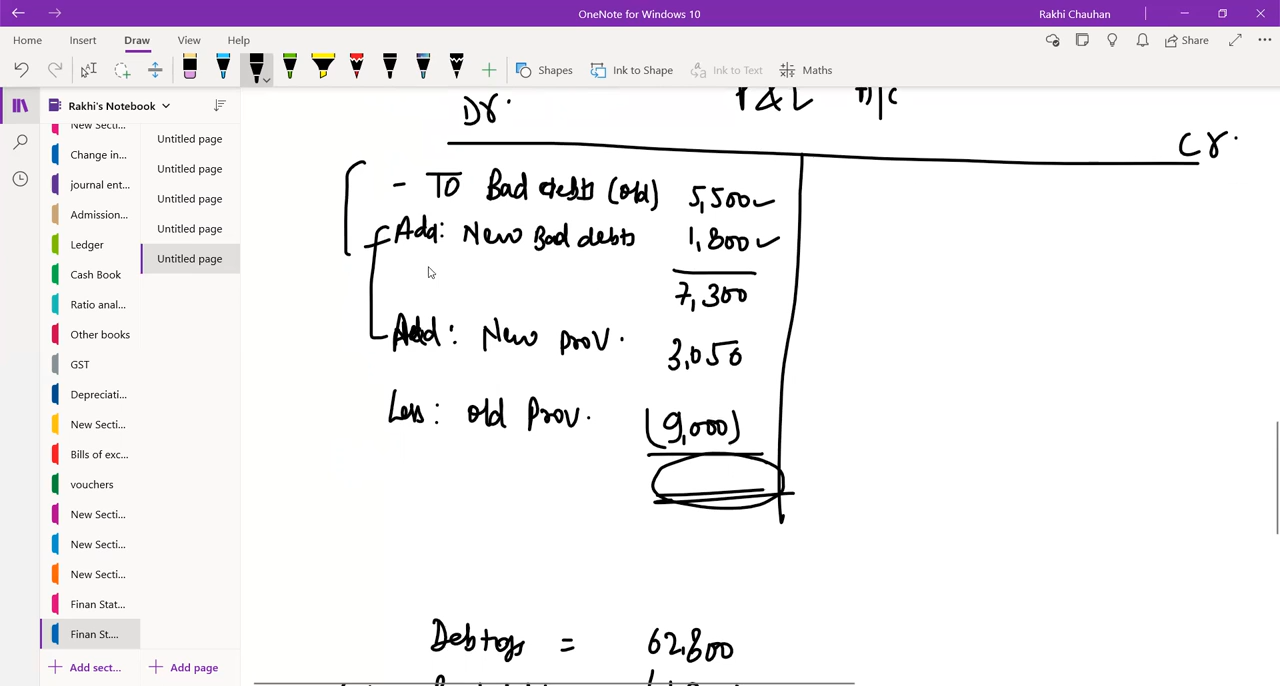 OneNote for Windows 10
Rakhi Chauhan
Home Insert Draw View Help
Share
Shapes Ink to Shape Ink to Text Maths
Rakhi's Notebook
New Secti...
Change in...
journal ent...
Admission...
Ledger
Cash Book
Ratio anal...
Other books
GST
Depreciati...
New Secti...
Bills of exc...
vouchers
New Secti...
New Secti...
New Secti...
Finan Stat...
Finan St....
Add sect...
Add page
Untitled page
Untitled page
Untitled page
Untitled page
Untitled page
Dr. P & L A/c Cr.
- To Bad debts (old) 5,500
Add: New Bad debts 1,800
7,300
Add: New prov. 3,050
Less: old Prov. (9,000)
Debtors = 62,800